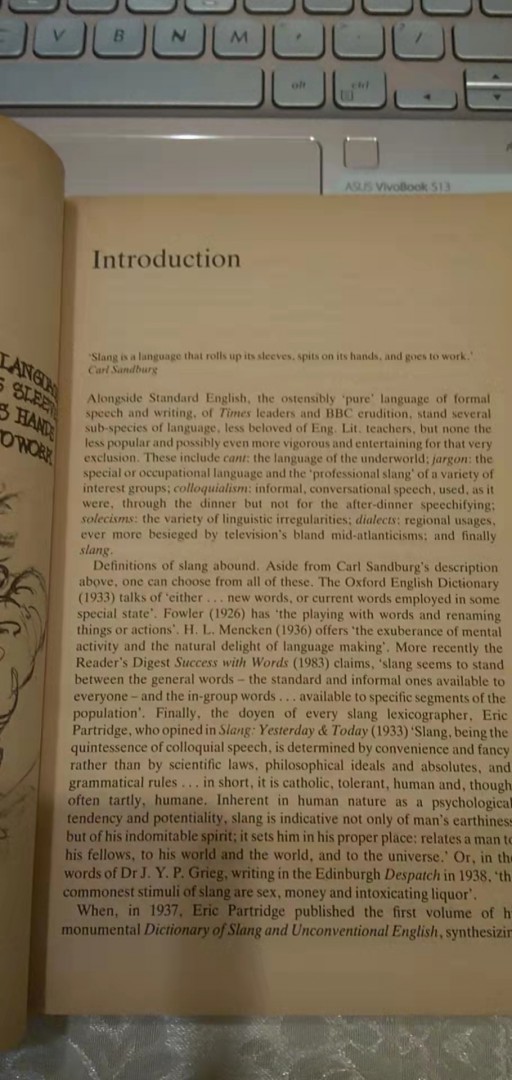 V B N M
? /
alt ctrl
ASUS VivoBook S13
LANGUA
S SLEEV
S HANDS
TO WORK
Introduction
'Slang is a language that rolls up its sleeves, spits on its hands, and goes to work.'
Carl Sandburg
Alongside Standard English, the ostensibly 'pure' language of formal
speech and writing, of Times leaders and BBC erudition, stand several
sub-species of language, less beloved of Eng. Lit. teachers, but none the
less popular and possibly even more vigorous and entertaining for that very
exclusion. These include cant: the language of the underworld; jargon: the
special or occupational language and the 'professional slang' of a variety of
interest groups; colloquialism: informal, conversational speech, used, as it
were, through the dinner but not for the after-dinner speechifying;
solecisms: the variety of linguistic irregularities; dialects: regional usages,
ever more besieged by television's bland mid-atlanticisms; and finally
slang.
Definitions of slang abound. Aside from Carl Sandburg's description
above, one can choose from all of these. The Oxford English Dictionary
(1933) talks of 'either . . . new words, or current words employed in some
special state'. Fowler (1926) has 'the playing with words and renaming
things or actions'. H. L. Mencken (1936) offers 'the exuberance of mental
activity and the natural delight of language making'. More recently the
Reader's Digest Success with Words (1983) claims, 'slang seems to stand
between the general words – the standard and informal ones available to
everyone – and the in-group words . . . available to specific segments of the
population'. Finally, the doyen of every slang lexicographer, Eric
Partridge, who opined in Slang: Yesterday & Today (1933) 'Slang, being the
quintessence of colloquial speech, is determined by convenience and fancy
rather than by scientific laws, philosophical ideals and absolutes, and
grammatical rules . . . in short, it is catholic, tolerant, human and, though
often tartly, humane. Inherent in human nature as a psychological
tendency and potentiality, slang is indicative not only of man's earthiness
but of his indomitable spirit; it sets him in his proper place: relates a man to
his fellows, to his world and the world, and to the universe.' Or, in the
words of Dr J. Y. P. Grieg, writing in the Edinburgh Despatch in 1938, 'th
commonest stimuli of slang are sex, money and intoxicating liquor'.
When, in 1937, Eric Partridge published the first volume of h
monumental Dictionary of Slang and Unconventional English, synthesizin